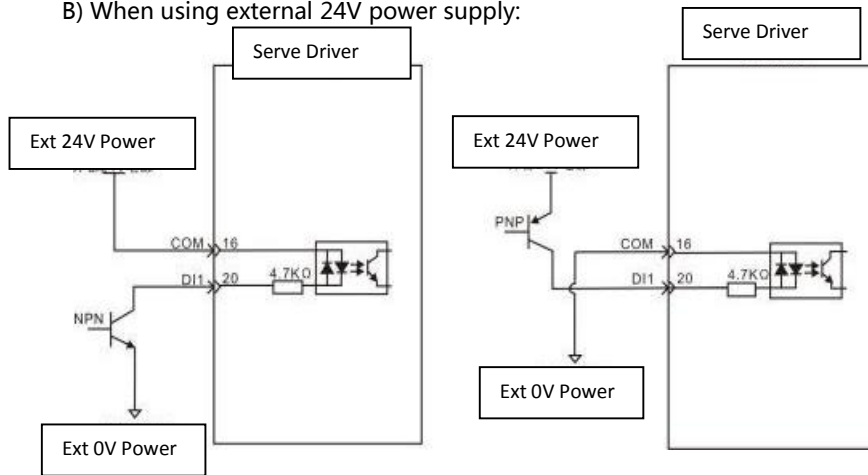 B) When using external 24V power supply:
Serve Driver
Ext 24V Power
COM
16
DI1
20
4.7KΩ
NPN
Ext 0V Power
Serve Driver
Ext 24V Power
PNP
COM
16
DI1
20
4.7KΩ
Ext 0V Power